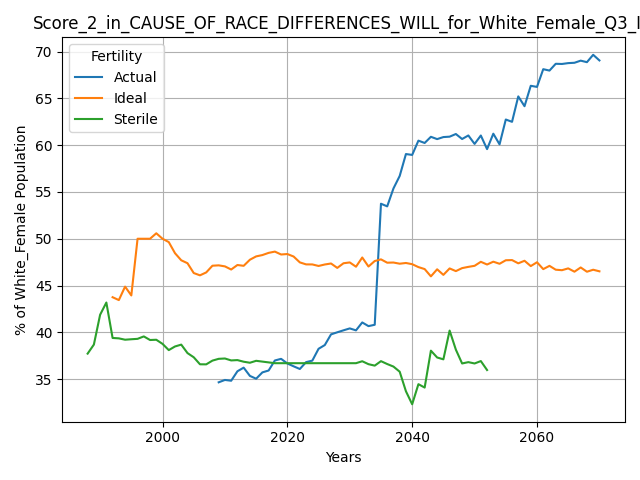 Score_2_in_CAUSE_OF_RACE_DIFFERENCES_WILL_for_White_Female_Q3_I
Fertility
Actual
Ideal
Sterile
% of White_Female Population
70
65
60
55
50
45
40
35
2000
2020
2040
2060
Years